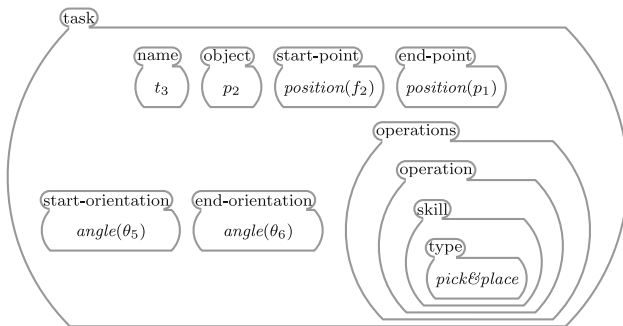 task
name object start-point end-point
t₃ p₂ position(f₂) position(p₁)
operations
operation
start-orientation end-orientation
skill
angle(θ₅) angle(θ₆)
type
pick&place